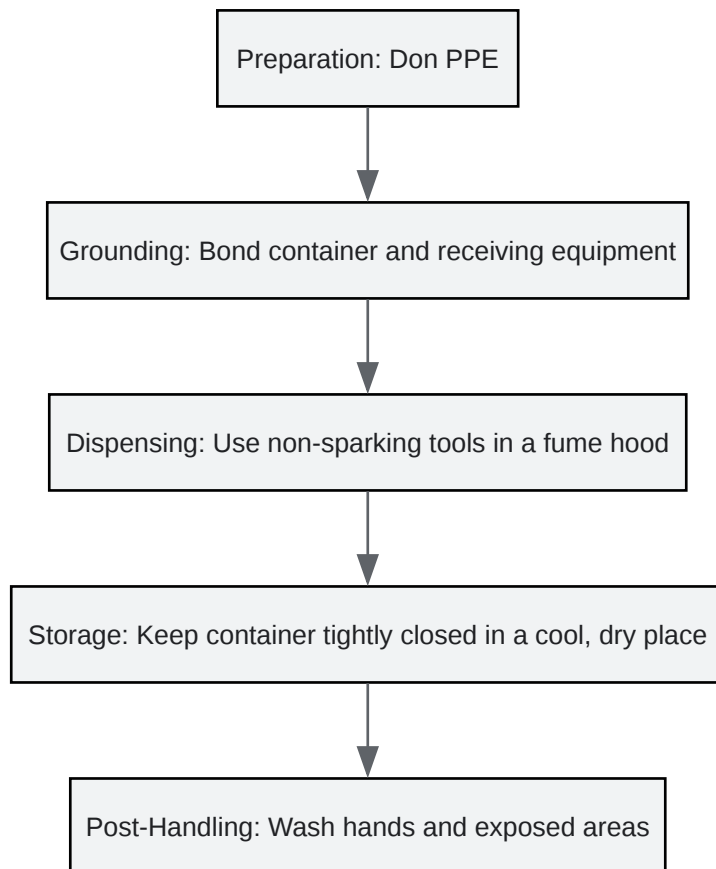 Preparation: Don PPE
Grounding: Bond container and receiving equipment
Dispensing: Use non-sparking tools in a fume hood
Storage: Keep container tightly closed in a cool, dry place
Post-Handling: Wash hands and exposed areas